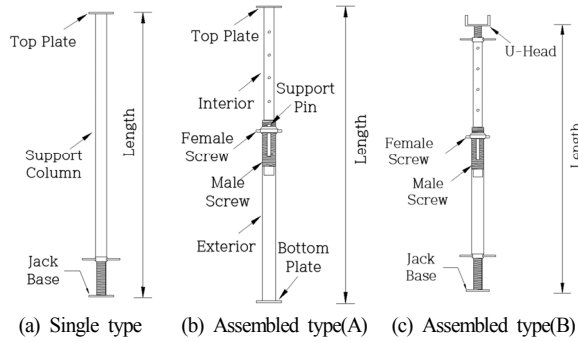 Top Plate
Support
Column
Length
Jack
Base
(a) Single type
Top Plate
Interior
Support
Pin
Female
Screw
Male
Screw
Exterior
Bottom
Plate
Length
(b) Assembled type(A)
U-Head
Female
Screw
Male
Screw
Length
Jack
Base
(c) Assembled type(B)